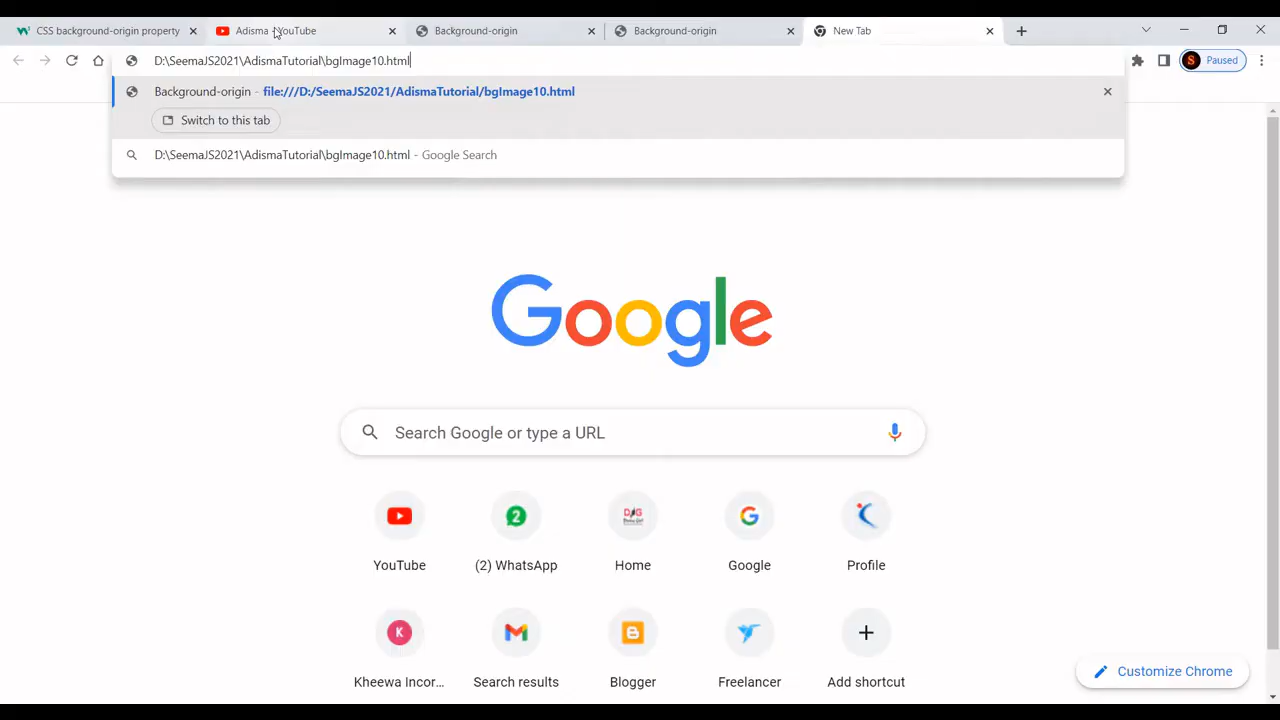 CSS background-origin property
Adisma - YouTube
Background-origin
Background-origin
New Tab
D:\SeemaJS2021\AdismaTutorial\bgImage10.html
S
Paused
Background-origin - file:///D:/SeemaJS2021/AdismaTutorial/bgImage10.html
Switch to this tab
D:\SeemaJS2021\AdismaTutorial\bgImage10.html - Google Search
Google
Search Google or type a URL
2
G
YouTube
(2) WhatsApp
Home
Google
Profile
K
Kheewa Incor...
Search results
Blogger
Freelancer
Add shortcut
Customize Chrome